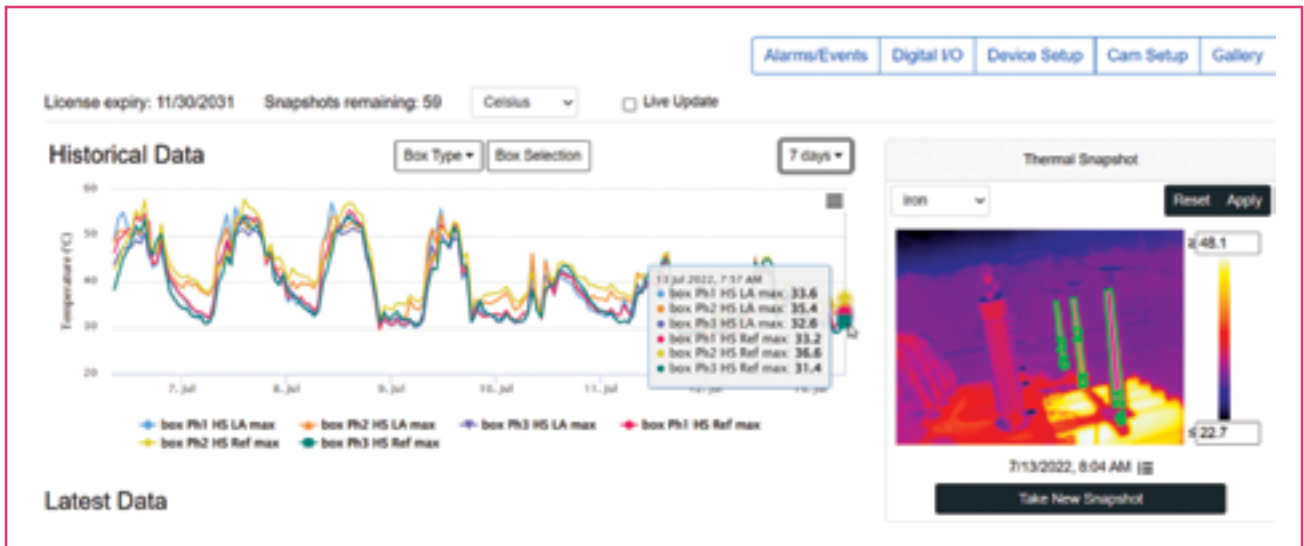 Alarms/Events Digital I/O Device Setup Cam Setup Gallery
License expiry: 11/30/2031 Snapshots remaining: 59 Celsius Live Update
Historical Data Box Type Box Selection 7 days
Thermal Snapshot
iron Reset Apply
60
50
40
30
20
Temperature (°C)
≥ 48.1
13 Jul 2022, 7:57 AM
box Ph1 HS LA max: 33.6
box Ph2 HS LA max: 35.4
box Ph3 HS LA max: 32.6
box Ph1 HS Ref max: 33.2
box Ph2 HS Ref max: 36.6
box Ph3 HS Ref max: 31.4
7. Jul 8. Jul 9. Jul 10. Jul 11. Jul 12. Jul 13. Jul
box Ph1 HS LA max box Ph2 HS LA max box Ph3 HS LA max box Ph1 HS Ref max
box Ph2 HS Ref max box Ph3 HS Ref max
≤ 22.7
7/13/2022, 8:04 AM
Take New Snapshot
Latest Data